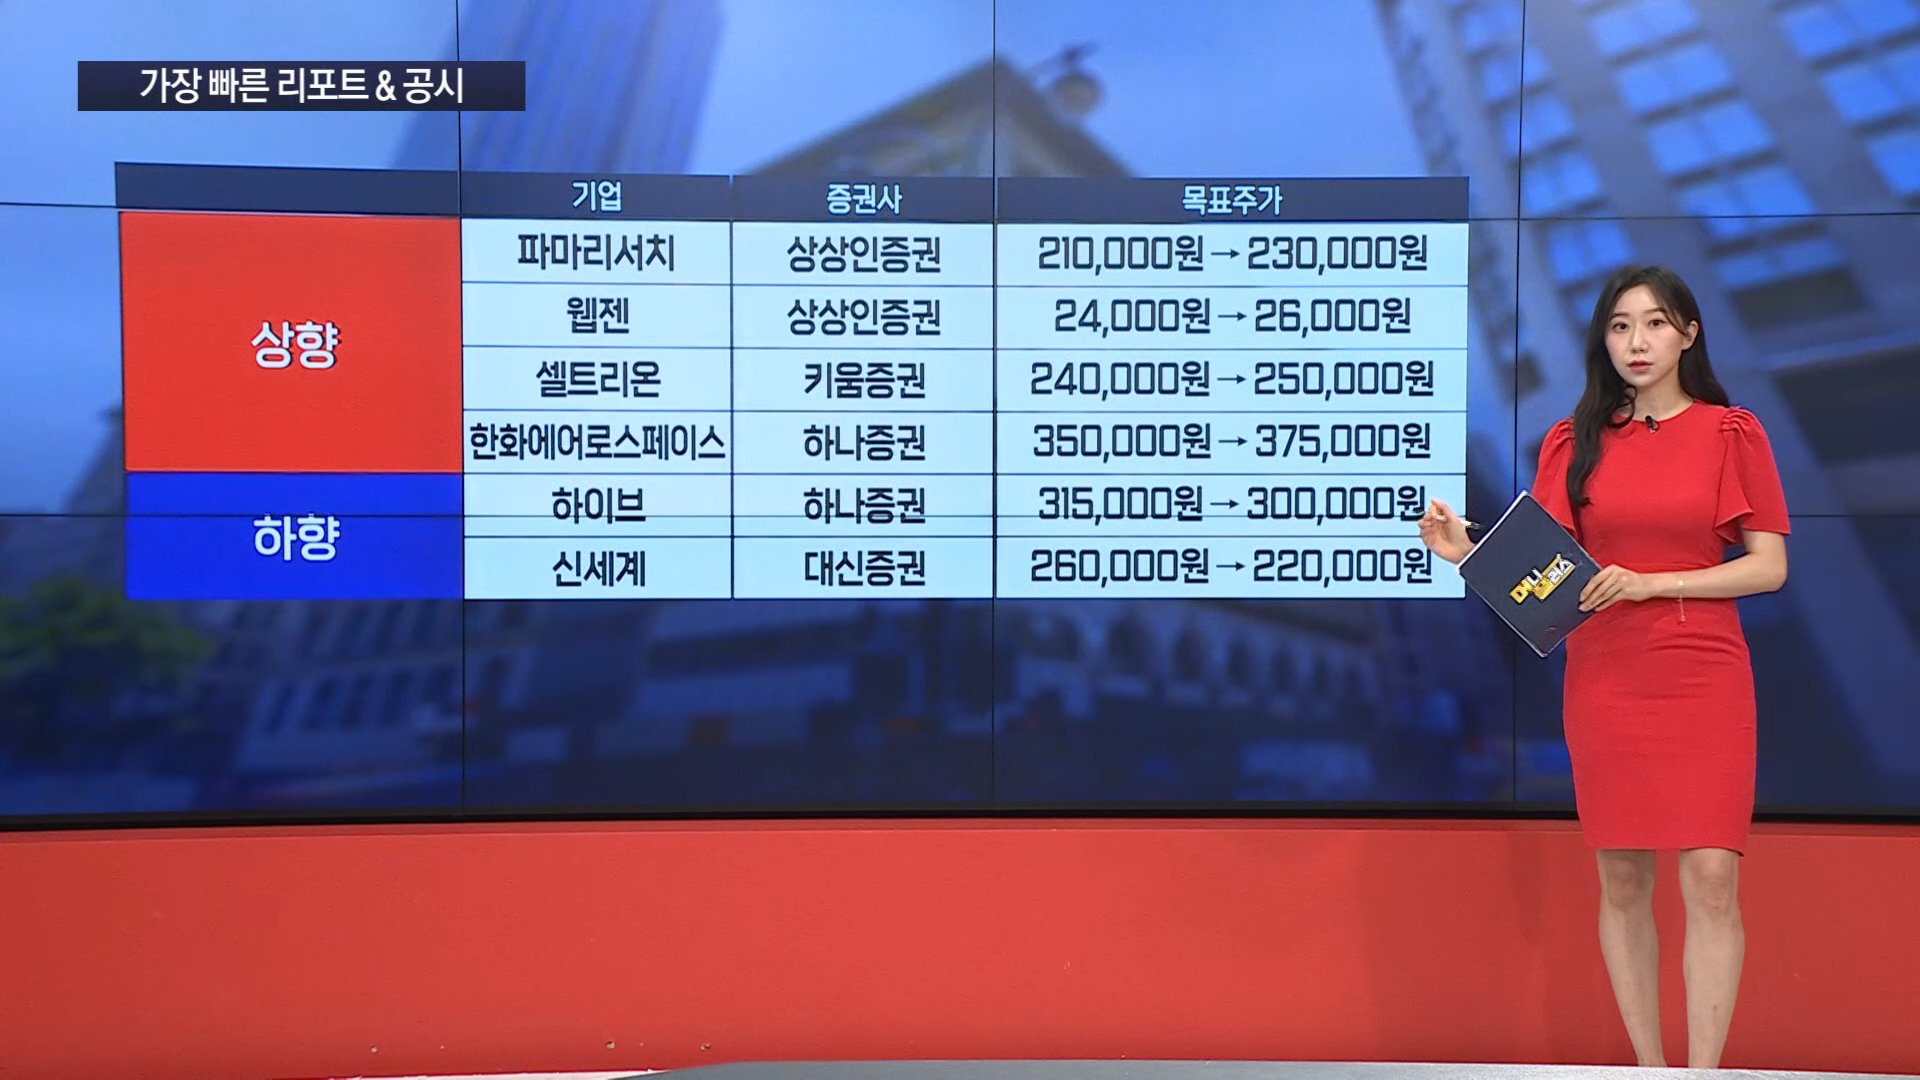 가장 빠른 리포트 & 공시
기업 증권사 목표주가
상향
파마리서치 상상인증권 210,000원→230,000원
웹젠 상상인증권 24,000원→26,000원
셀트리온 키움증권 240,000원→250,000원
한화에어로스페이스 하나증권 350,000원→375,000원
하향
하이브 하나증권 315,000원→300,000원
신세계 대신증권 260,000원→220,000원
머니
플러스